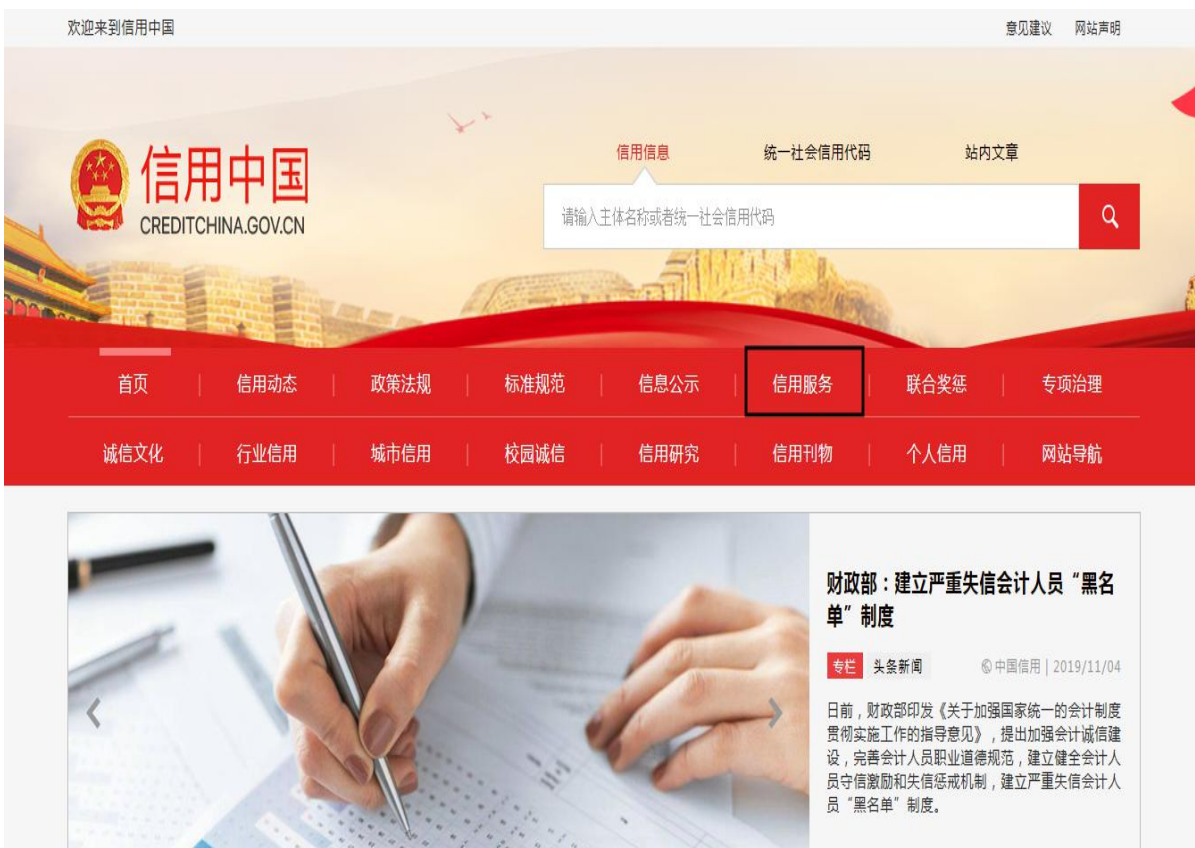 欢迎来到信用中国
意见建议 网站声明
信用信息 统一社会信用代码 站内文章
信用中国
CREDITCHINA.GOV.CN
请输入主体名称或者统一社会信用代码
首页 信用动态 政策法规 标准规范 信息公示 信用服务 联合奖惩 专项治理
诚信文化 行业信用 城市信用 校园诚信 信用研究 信用刊物 个人信用 网站导航
财政部：建立严重失信会计人员“黑名
单”制度
专栏 头条新闻 ©中国信用 | 2019/11/04
日前，财政部印发《关于加强国家统一的会计制度
贯彻实施工作的指导意见》，提出加强会计诚信建
设，完善会计人员职业道德规范，建立健全会计人
员守信激励和失信惩戒机制，建立严重失信会计人
员“黑名单”制度。